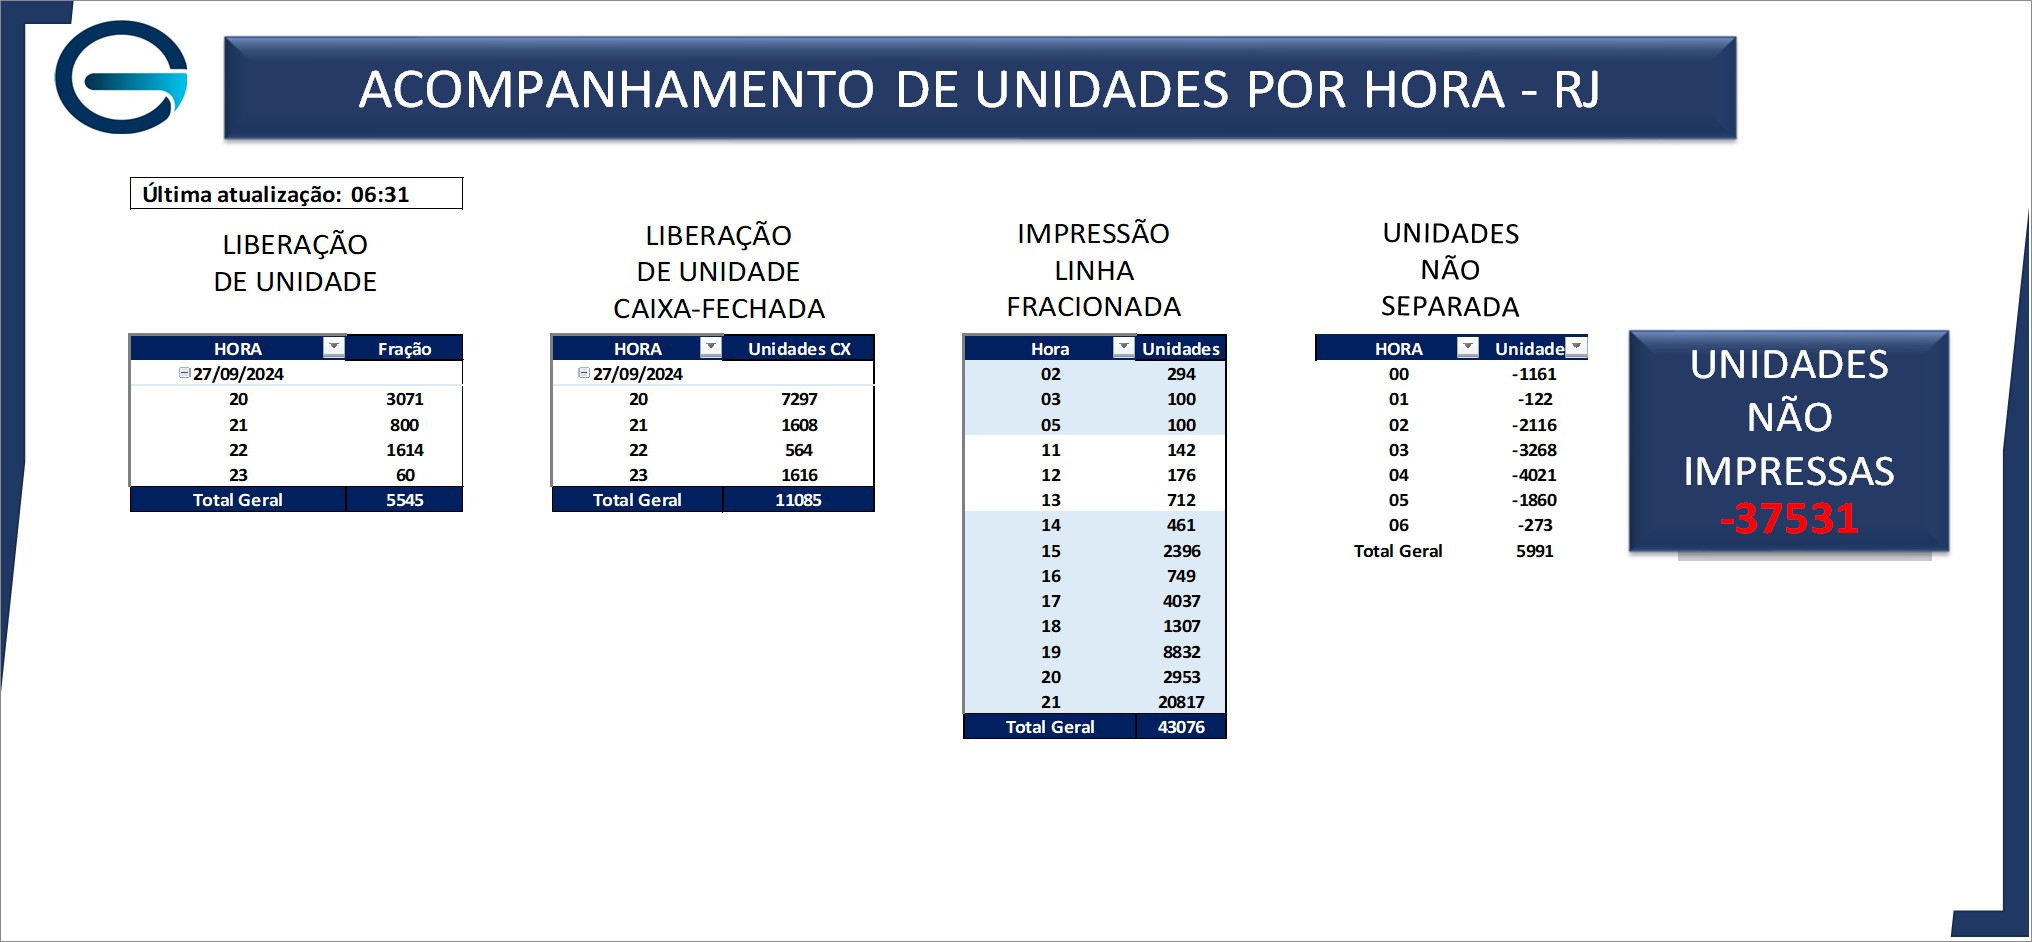 ACOMPANHAMENTO DE UNIDADES POR HORA - RJ
Última atualização: 06:31
LIBERAÇÃO
DE UNIDADE
HORA Fração
27/09/2024
20 3071
21 800
22 1614
23 60
Total Geral 5545
LIBERAÇÃO
DE UNIDADE
CAIXA-FECHADA
HORA Unidades CX
27/09/2024
20 7297
21 1608
22 564
23 1616
Total Geral 11085
IMPRESSÃO
LINHA
FRACIONADA
Hora Unidades
02 294
03 100
05 100
11 142
12 176
13 712
14 461
15 2396
16 749
17 4037
18 1307
19 8832
20 2953
21 20817
Total Geral 43076
UNIDADES
NÃO
SEPARADA
HORA Unidade
00 -1161
01 -122
02 -2116
03 -3268
04 -4021
05 -1860
06 -273
Total Geral 5991
UNIDADES
NÃO
IMPRESSAS
-37531